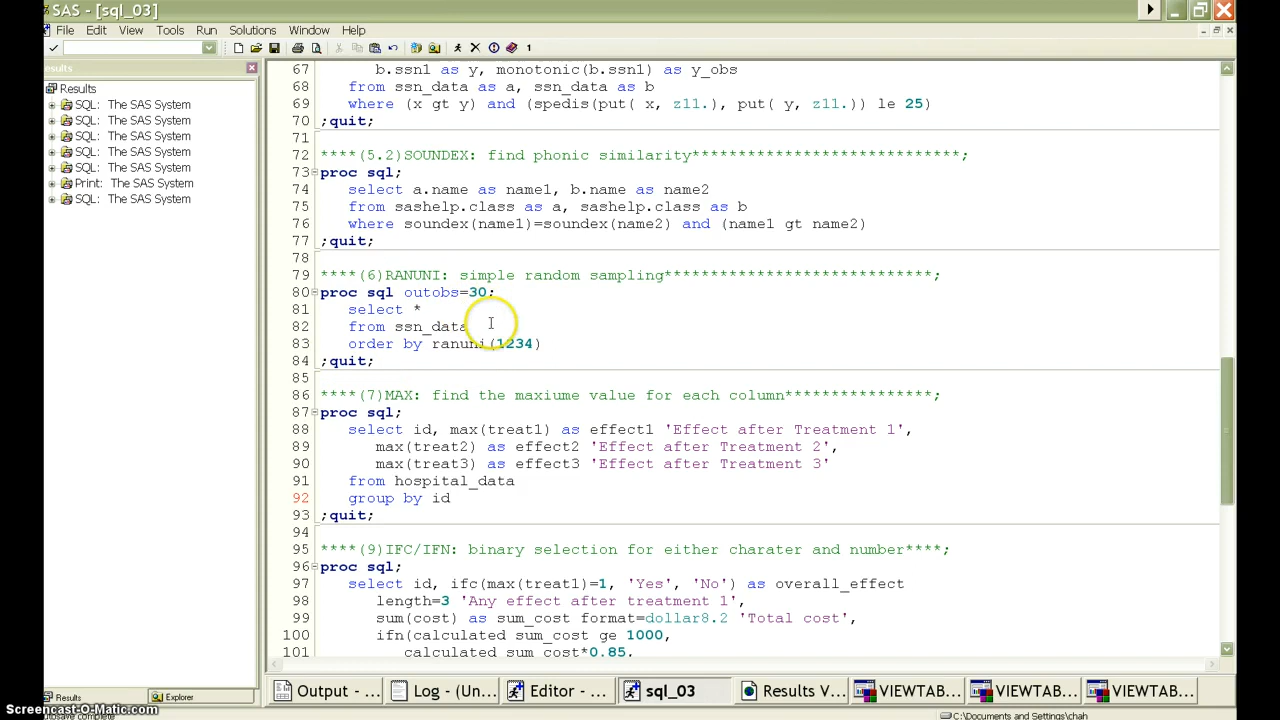 SAS - [sql_03]
File Edit View Tools Run Solutions Window Help
esults
Results
SQL: The SAS System
SQL: The SAS System
SQL: The SAS System
SQL: The SAS System
SQL: The SAS System
Print: The SAS System
SQL: The SAS System
67 b.ssn1 as y, monotonic(b.ssn1) as y_obs
68 from ssn_data as a, ssn_data as b
69 where (x gt y) and (spedis(put( x, z11.), put( y, z11.)) le 25)
70 ;quit;
71
72 ****(5.2)SOUNDEX: find phonic similarity*****************************;
73 proc sql;
74 select a.name as name1, b.name as name2
75 from sashelp.class as a, sashelp.class as b
76 where soundex(name1)=soundex(name2) and (name1 gt name2)
77 ;quit;
78
79 ****(6)RANUNI: simple random sampling*****************************;
80 proc sql outobs=30;
81 select *
82 from ssn_data
83 order by ranuni(1234)
84 ;quit;
85
86 ****(7)MAX: find the maxiume value for each column****************;
87 proc sql;
88 select id, max(treat1) as effect1 'Effect after Treatment 1',
89 max(treat2) as effect2 'Effect after Treatment 2',
90 max(treat3) as effect3 'Effect after Treatment 3'
91 from hospital_data
92 group by id
93 ;quit;
94
95 ****(9)IFC/IFN: binary selection for either charater and number****;
96 proc sql;
97 select id, ifc(max(treat1)=1, 'Yes', 'No') as overall_effect
98 length=3 'Any effect after treatment 1',
99 sum(cost) as sum_cost format=dollar8.2 'Total cost',
100 ifn(calculated sum_cost ge 1000,
101 calculated sum_cost*0.85,
Results Explorer
Output - ... Log - (Un... Editor - ... sql_03 Results V... VIEWTAB... VIEWTAB... VIEWTAB...
Screencast-O-Matic.com
C:\Documents and Settings\chah